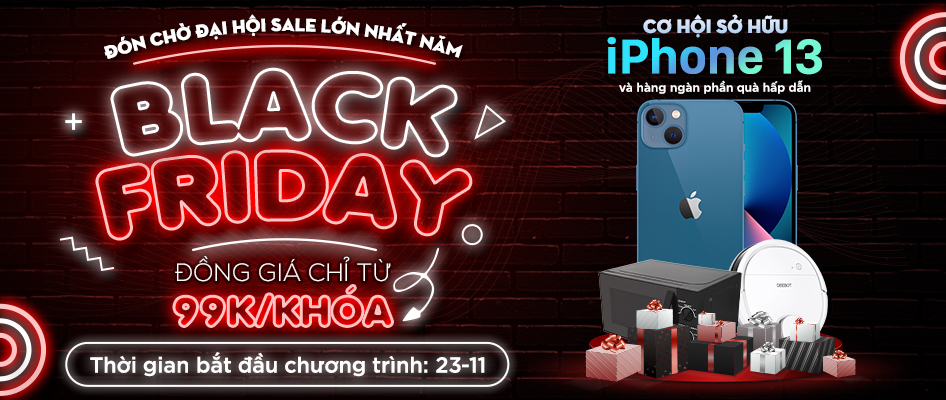 ĐÓN CHỜ ĐẠI HỘI SALE LỚN NHẤT NĂM
BLACK
FRIDAY
ĐỒNG GIÁ CHỈ TỪ
99K/KHÓA
Thời gian bắt đầu chương trình: 23-11
CƠ HỘI SỞ HỮU
iPhone 13
và hàng ngàn phần quà hấp dẫn
DEEBOT